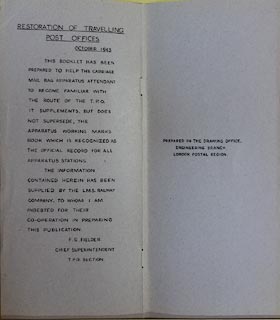 RESTORATION OF TRAVELLING
POST OFFICES
OCTOBER 1945
THIS BOOKLET HAS BEEN
PREPARED TO HELP THE CARRIAGE
MAIL BAG APPARATUS ATTENDANT
TO BECOME FAMILIAR WITH
THE ROUTE OF THE T.P.O.
IT SUPPLEMENTS, BUT DOES
NOT SUPERSEDE, THE
APPARATUS WORKING MARKS
BOOK WHICH IS RECOGNISED AS
THE OFFICIAL RECORD FOR ALL
APPARATUS STATIONS.
THE INFORMATION
CONTAINED HEREIN HAS BEEN
SUPPLIED BY THE L.M.S. RAILWAY
COMPANY, TO WHOM I AM
INDEBTED FOR THEIR
CO-OPERATION IN PREPARING
THIS PUBLICATION.
F.G. FIELDER
CHIEF SUPERINTENDENT
T.P.O. SECTION.
PREPARED IN THE DRAWING OFFICE,
ENGINEERING BRANCH,
LONDON POSTAL REGION.